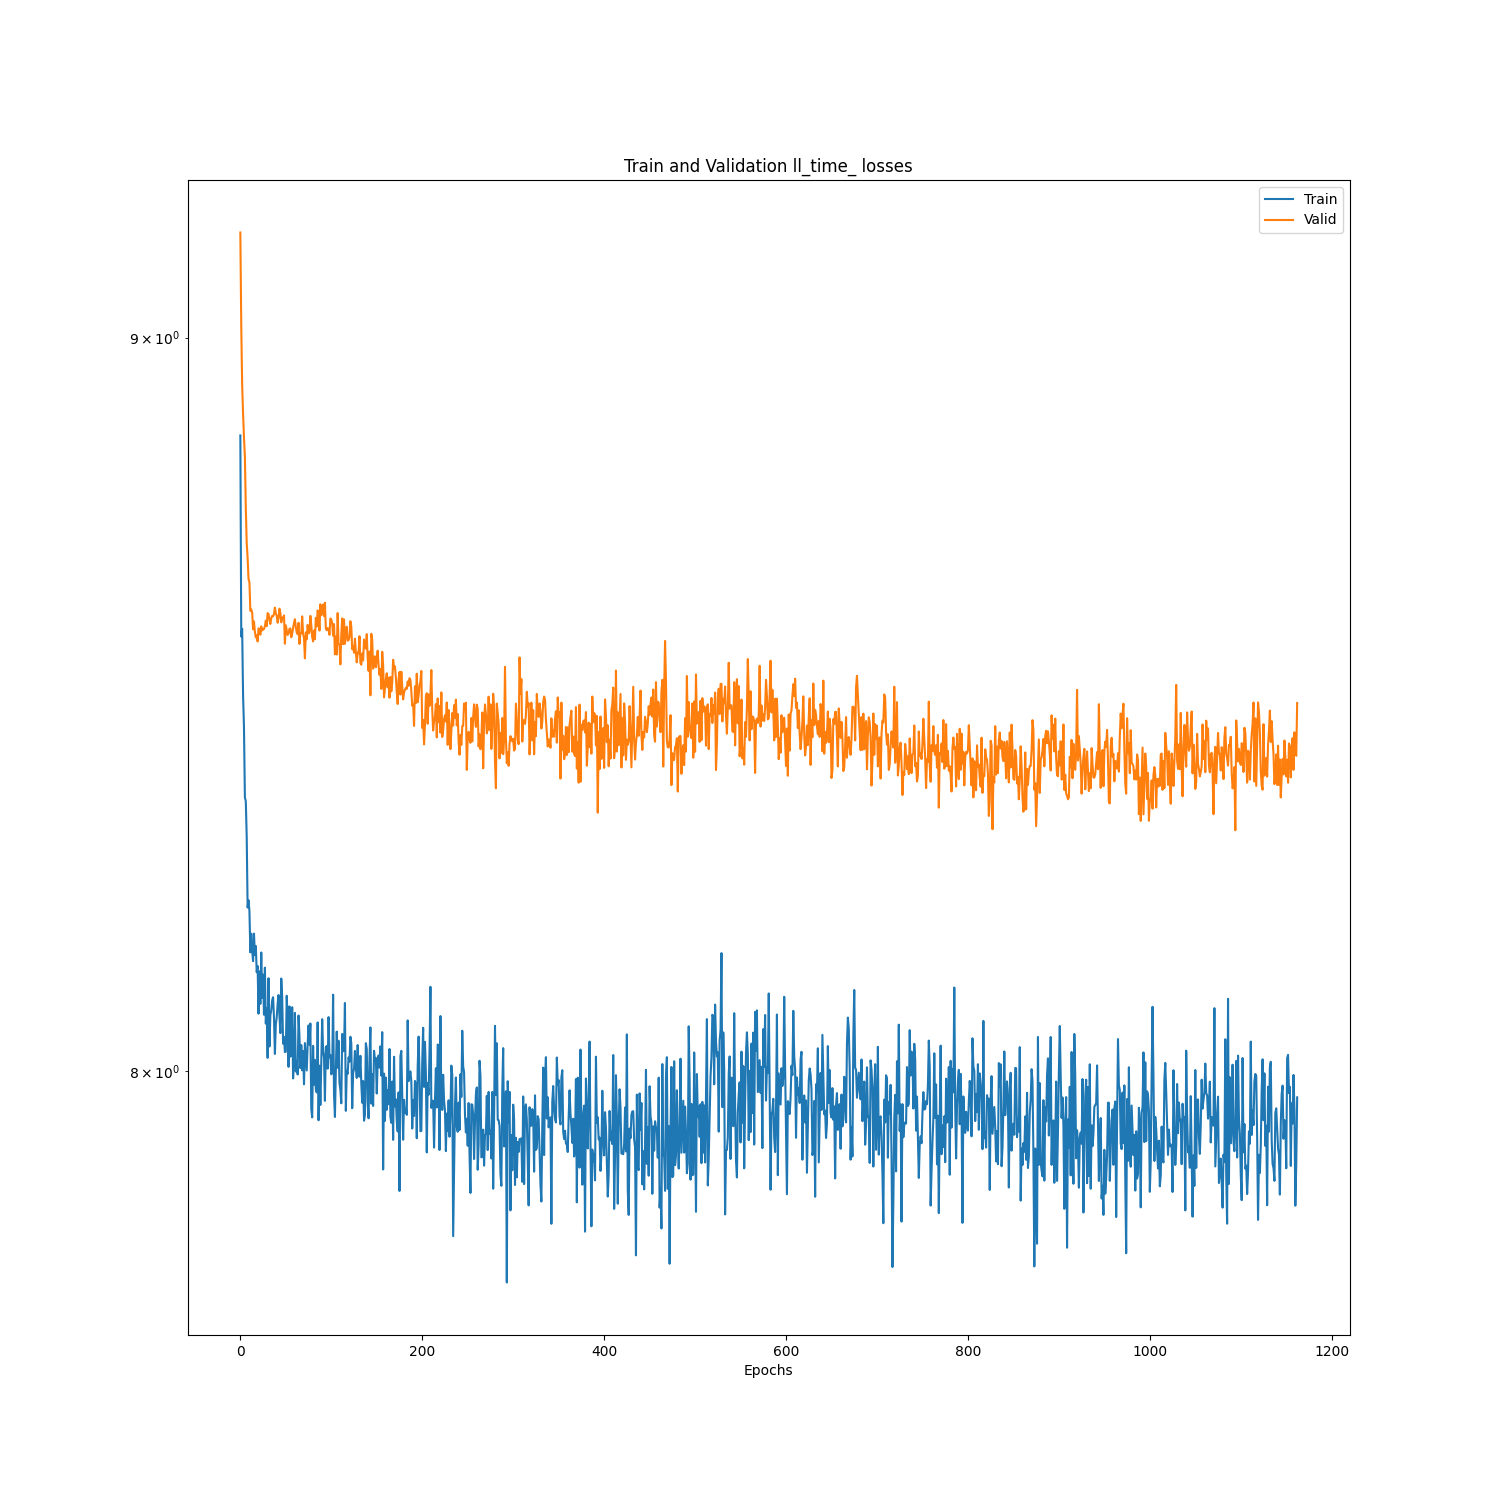 Train and Validation ll_time_ losses
Train
Valid
9 × 10⁰
8 × 10⁰
0 200 400 600 800 1000 1200
Epochs